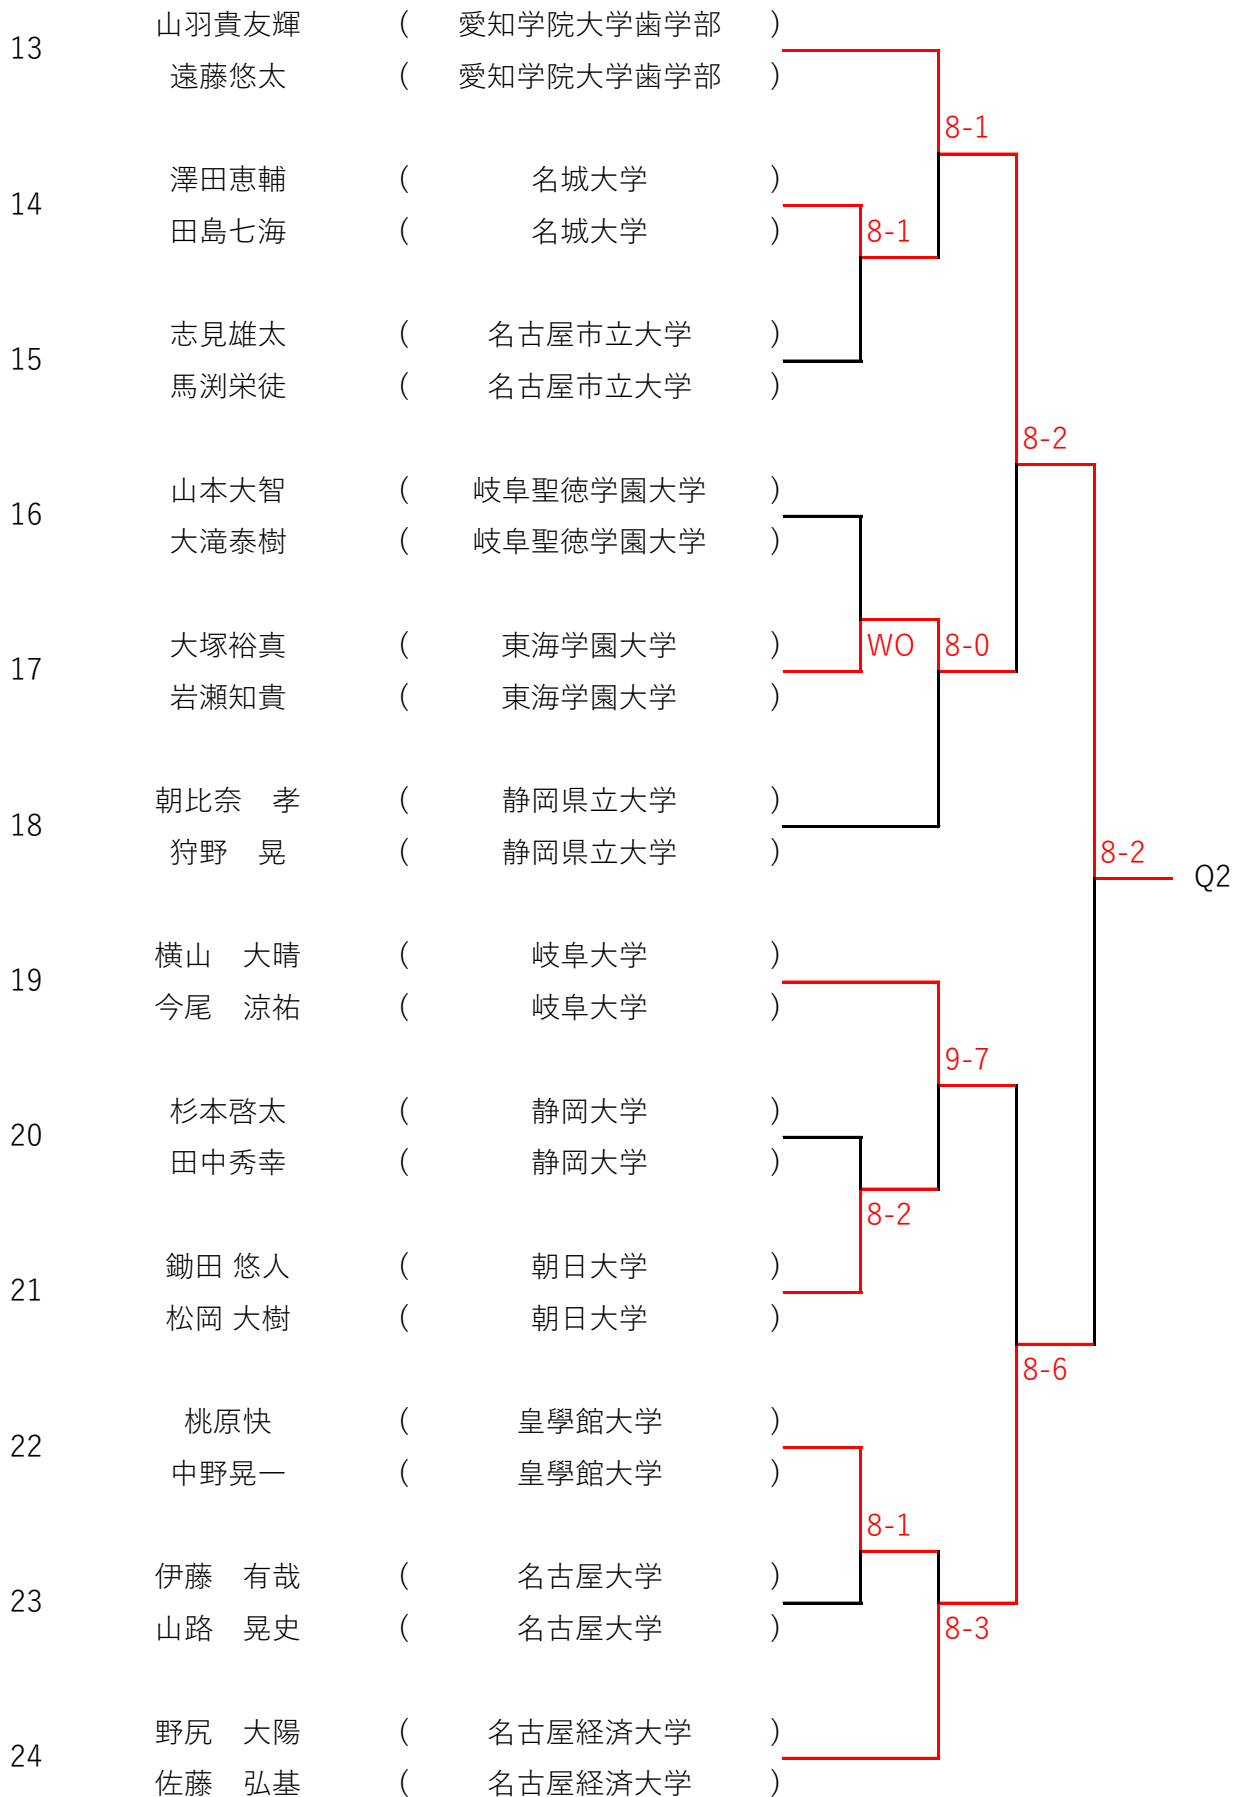 山羽貴友輝 ( 愛知学院大学歯学部 )
13
遠藤悠太 ( 愛知学院大学歯学部 )
8-1
澤田恵輔 ( 名城大学 )
14
田島七海 ( 名城大学 ) 8-1
志見雄太 ( 名古屋市立大学 )
15
馬渕栄徒 ( 名古屋市立大学 )
8-2
山本大智 ( 岐阜聖徳学園大学 )
16
大滝泰樹 ( 岐阜聖徳学園大学 )
大塚裕真 ( 東海学園大学 ) WO 8-0
17
岩瀬知貴 ( 東海学園大学 )
朝比奈　孝 ( 静岡県立大学 )
18
狩野　晃 ( 静岡県立大学 ) 8-2
Q2
横山　大晴 ( 岐阜大学 )
19
今尾　涼祐 ( 岐阜大学 )
9-7
杉本啓太 ( 静岡大学 )
20
田中秀幸 ( 静岡大学 )
8-2
鋤田 悠人 ( 朝日大学 )
21
松岡 大樹 ( 朝日大学 )
8-6
桃原快 ( 皇學館大学 )
22
中野晃一 ( 皇學館大学 )
8-1
伊藤　有哉 ( 名古屋大学 )
23
山路　晃史 ( 名古屋大学 ) 8-3
野尻　大陽 ( 名古屋経済大学 )
24
佐藤　弘基 ( 名古屋経済大学 )